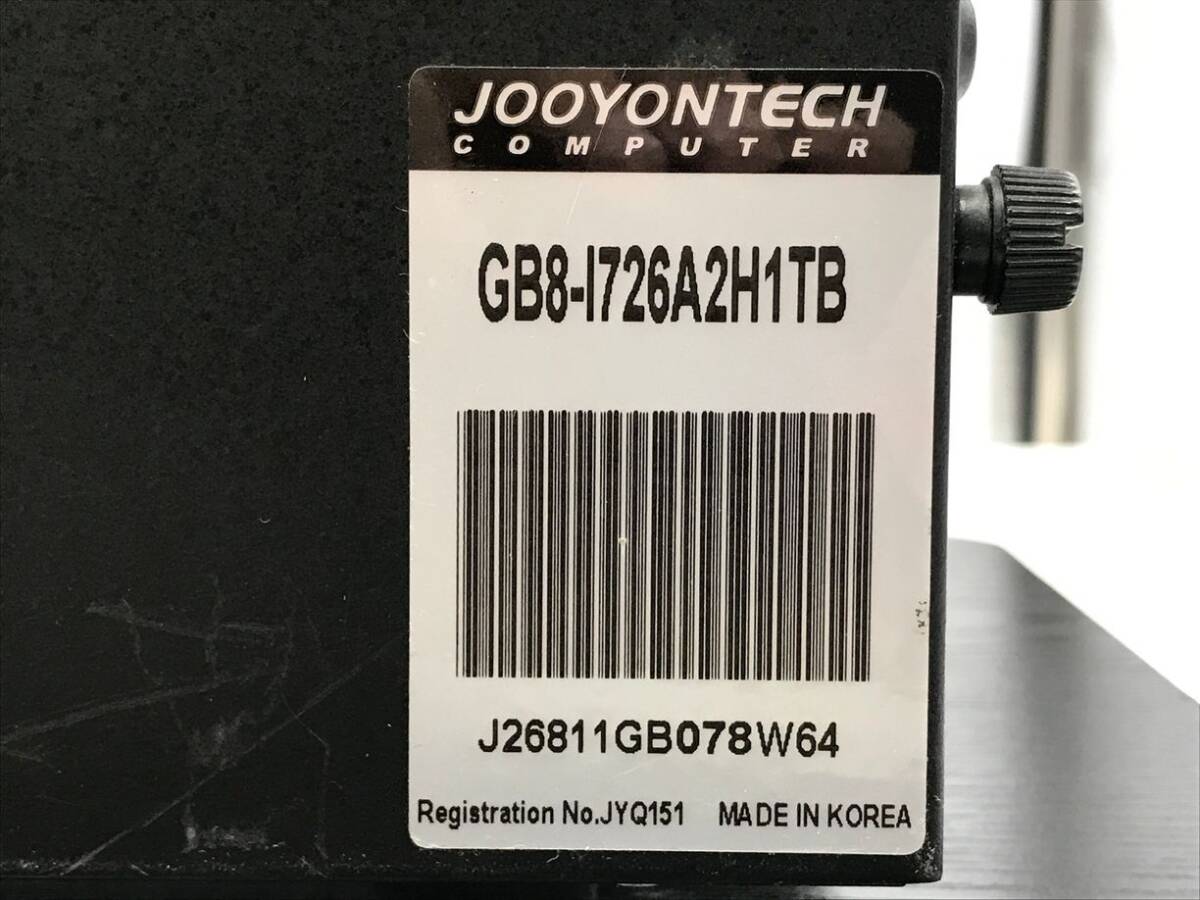 JOOYONTECH
COMPUTER
GB8-I726A2H1TB
J26811GB078W64
Registration No.JYQ151 MADE IN KOREA